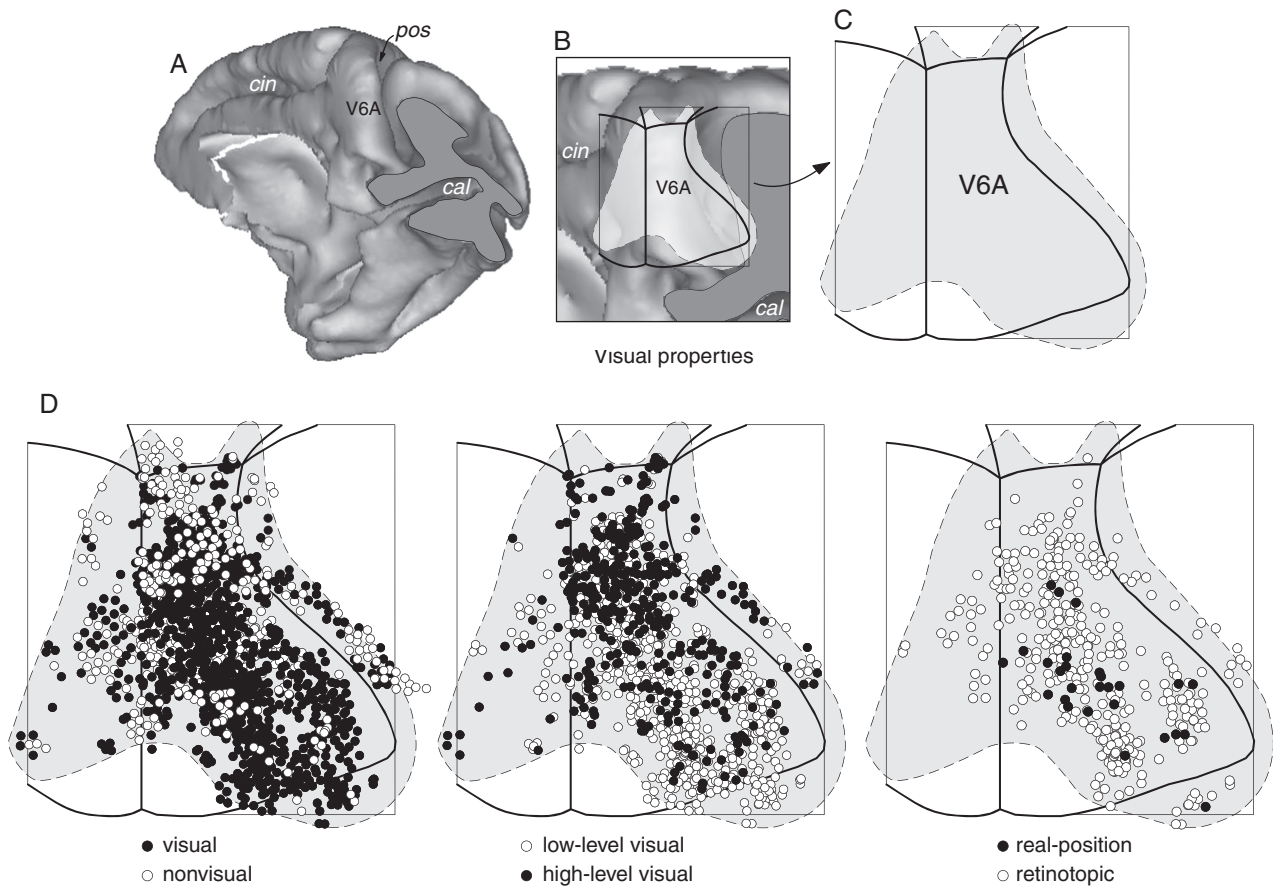 A
pos
cin
V6A
cal
B
cin
V6A
cal
C
V6A
Visual properties
D
visual
nonvisual
low-level visual
high-level visual
real-position
retinotopic